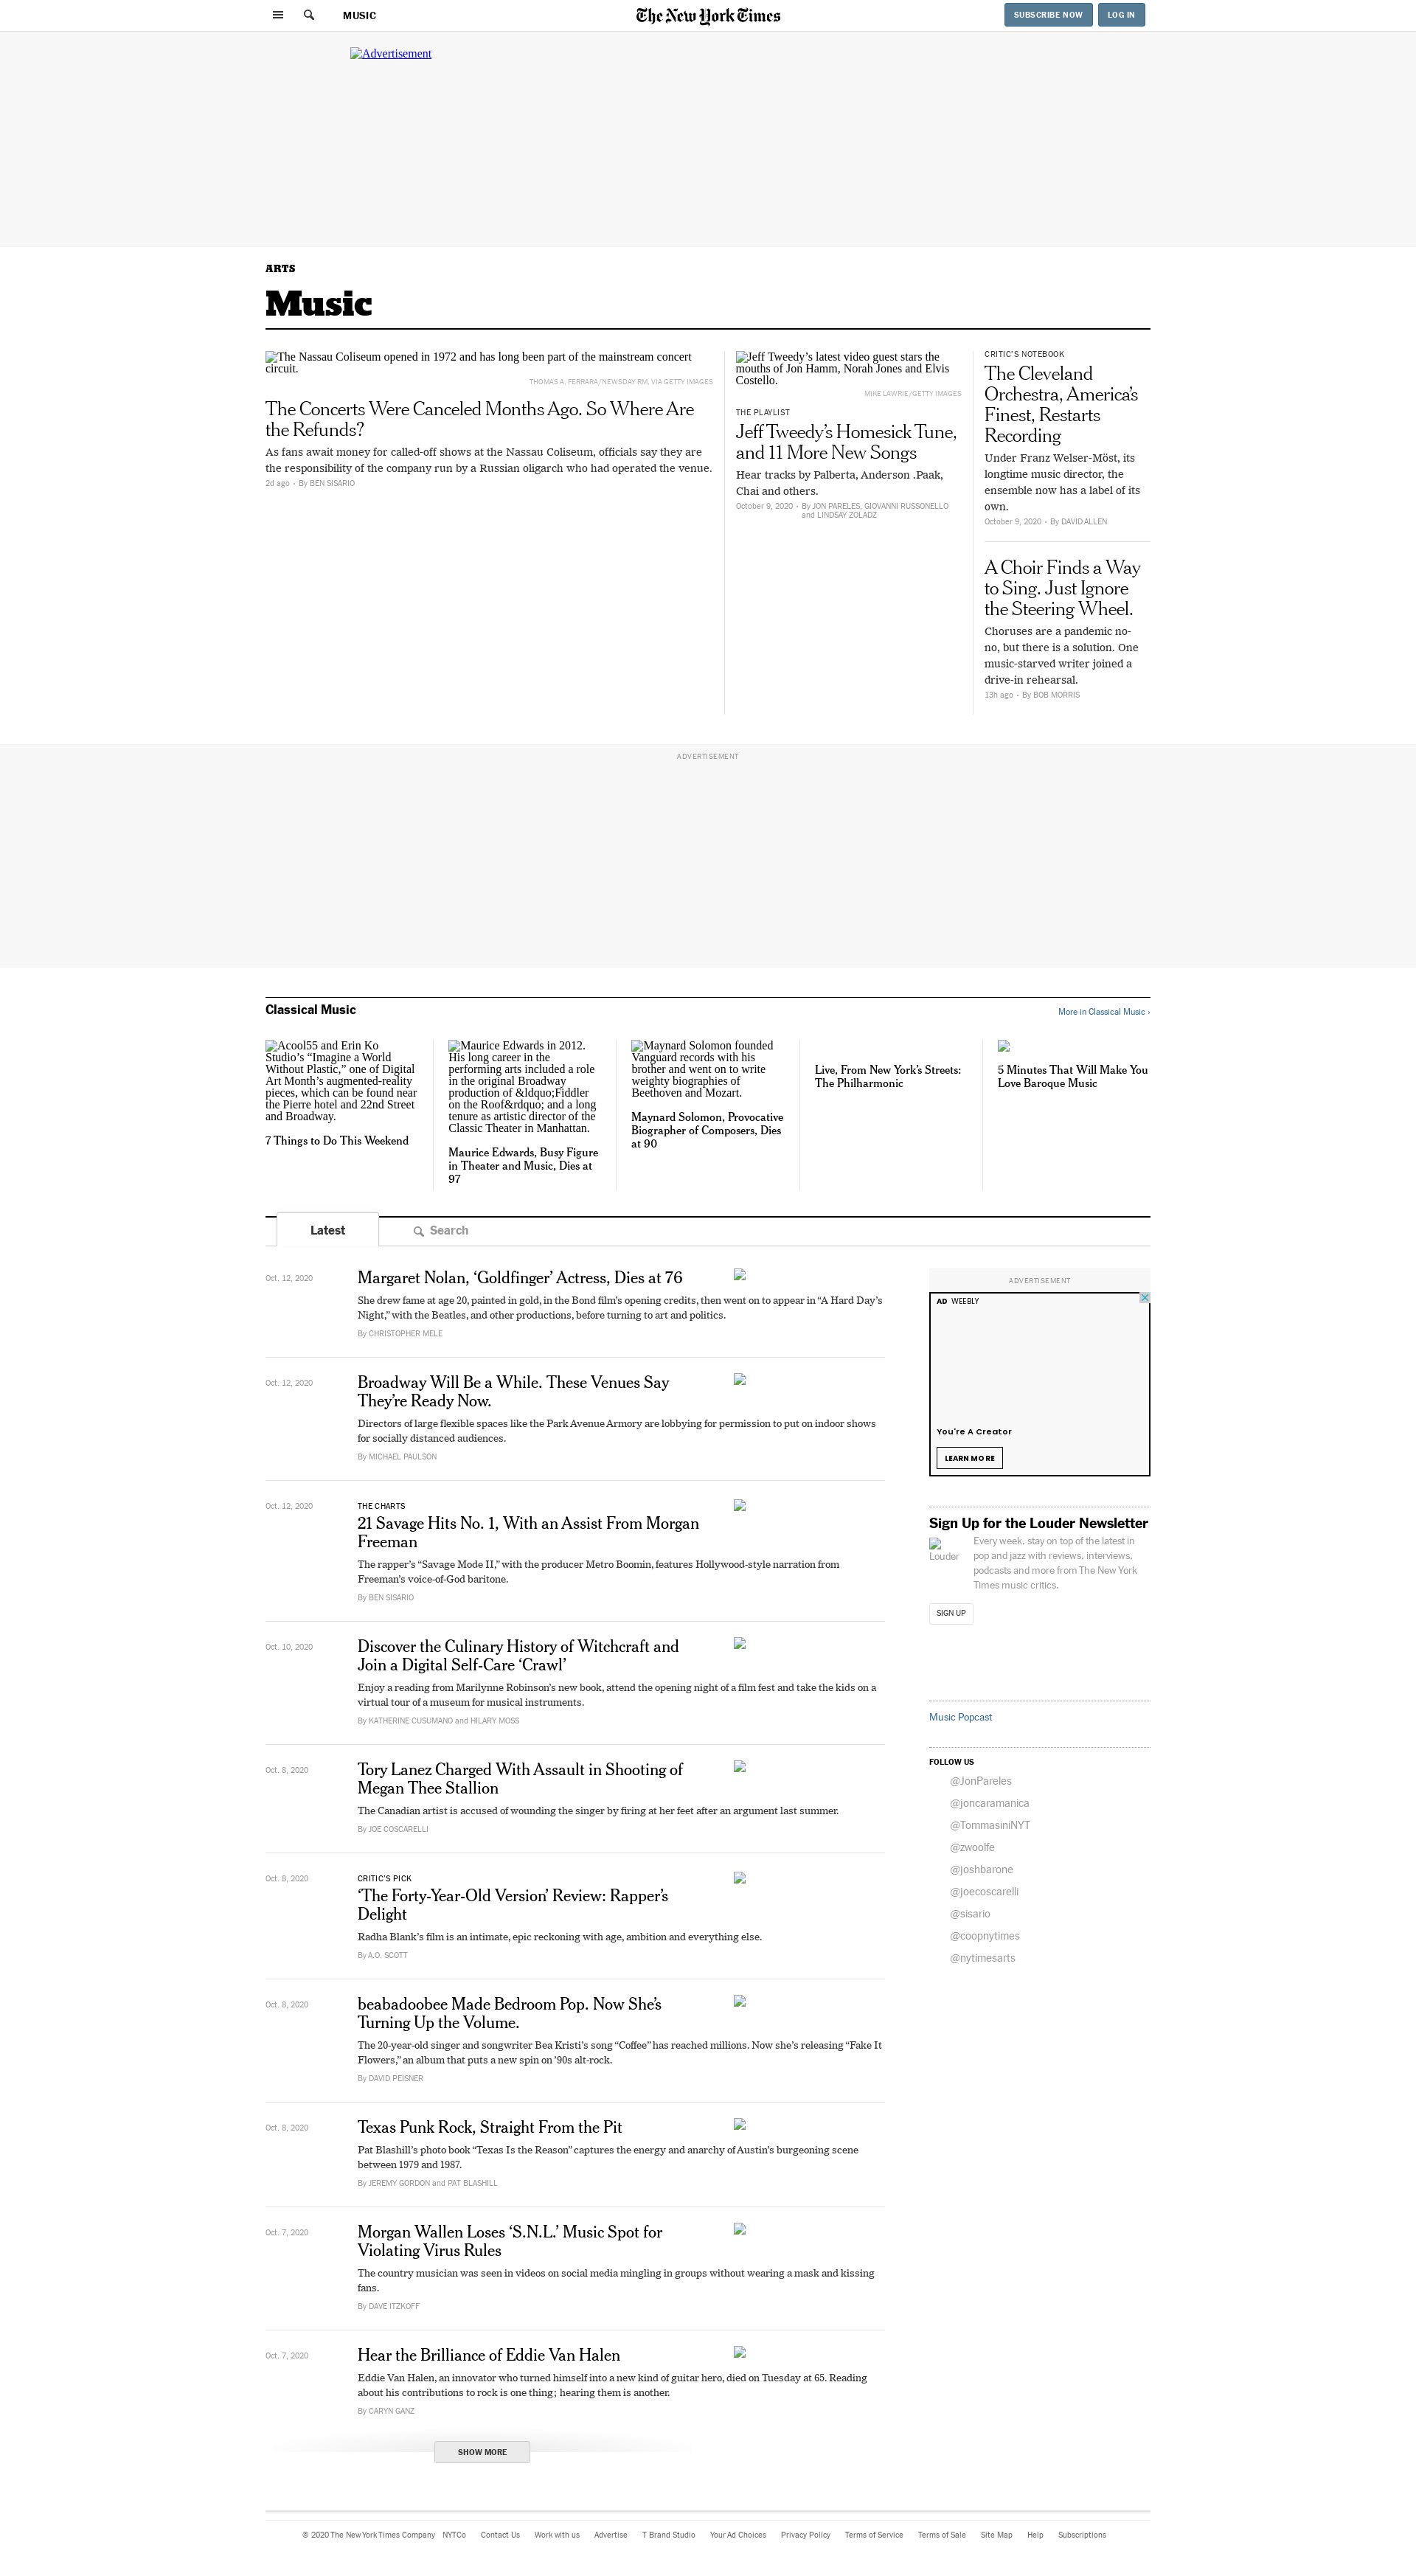 MUSIC
The New York Times
SUBSCRIBE NOW
LOG IN
Advertisement
ARTS
Music
The Nassau Coliseum opened in 1972 and has long been part of the mainstream concert
circuit.
THOMAS A. FERRARA/NEWSDAY RM, VIA GETTY IMAGES
The Concerts Were Canceled Months Ago. So Where Are
the Refunds?
As fans await money for called-off shows at the Nassau Coliseum, officials say they are
the responsibility of the company run by a Russian oligarch who had operated the venue.
2d ago • By BEN SISARIO
Jeff Tweedy’s latest video guest stars the
mouths of Jon Hamm, Norah Jones and Elvis
Costello.
MIKE LAWRIE/GETTY IMAGES
THE PLAYLIST
Jeff Tweedy’s Homesick Tune,
and 11 More New Songs
Hear tracks by Palberta, Anderson .Paak,
Chai and others.
October 9, 2020 • By JON PARELES, GIOVANNI RUSSONELLO
and LINDSAY ZOLADZ
CRITIC’S NOTEBOOK
The Cleveland
Orchestra, America’s
Finest, Restarts
Recording
Under Franz Welser-Möst, its
longtime music director, the
ensemble now has a label of its
own.
October 9, 2020 • By DAVID ALLEN
A Choir Finds a Way
to Sing. Just Ignore
the Steering Wheel.
Choruses are a pandemic no-
no, but there is a solution. One
music-starved writer joined a
drive-in rehearsal.
13h ago • By BOB MORRIS
ADVERTISEMENT
Classical Music
More in Classical Music ›
Acool55 and Erin Ko
Studio’s “Imagine a World
Without Plastic,” one of Digital
Art Month’s augmented-reality
pieces, which can be found near
the Pierre hotel and 22nd Street
and Broadway.
7 Things to Do This Weekend
Maurice Edwards in 2012.
His long career in the
performing arts included a role
in the original Broadway
production of &ldquo;Fiddler
on the Roof&rdquo; and a long
tenure as artistic director of the
Classic Theater in Manhattan.
Maurice Edwards, Busy Figure
in Theater and Music, Dies at
97
Maynard Solomon founded
Vanguard records with his
brother and went on to write
weighty biographies of
Beethoven and Mozart.
Maynard Solomon, Provocative
Biographer of Composers, Dies
at 90
Live, From New York’s Streets:
The Philharmonic
5 Minutes That Will Make You
Love Baroque Music
Latest
Search
Oct. 12, 2020
Margaret Nolan, ‘Goldfinger’ Actress, Dies at 76
She drew fame at age 20, painted in gold, in the Bond film’s opening credits, then went on to appear in “A Hard Day’s
Night,” with the Beatles, and other productions, before turning to art and politics.
By CHRISTOPHER MELE
Oct. 12, 2020
Broadway Will Be a While. These Venues Say
They’re Ready Now.
Directors of large flexible spaces like the Park Avenue Armory are lobbying for permission to put on indoor shows
for socially distanced audiences.
By MICHAEL PAULSON
Oct. 12, 2020
THE CHARTS
21 Savage Hits No. 1, With an Assist From Morgan
Freeman
The rapper’s “Savage Mode II,” with the producer Metro Boomin, features Hollywood-style narration from
Freeman’s voice-of-God baritone.
By BEN SISARIO
Oct. 10, 2020
Discover the Culinary History of Witchcraft and
Join a Digital Self-Care ‘Crawl’
Enjoy a reading from Marilynne Robinson’s new book, attend the opening night of a film fest and take the kids on a
virtual tour of a museum for musical instruments.
By KATHERINE CUSUMANO and HILARY MOSS
Oct. 8, 2020
Tory Lanez Charged With Assault in Shooting of
Megan Thee Stallion
The Canadian artist is accused of wounding the singer by firing at her feet after an argument last summer.
By JOE COSCARELLI
Oct. 8, 2020
CRITIC’S PICK
‘The Forty-Year-Old Version’ Review: Rapper’s
Delight
Radha Blank’s film is an intimate, epic reckoning with age, ambition and everything else.
By A.O. SCOTT
Oct. 8, 2020
beabadoobee Made Bedroom Pop. Now She’s
Turning Up the Volume.
The 20-year-old singer and songwriter Bea Kristi’s song “Coffee” has reached millions. Now she’s releasing “Fake It
Flowers,” an album that puts a new spin on ’90s alt-rock.
By DAVID PEISNER
Oct. 8, 2020
Texas Punk Rock, Straight From the Pit
Pat Blashill’s photo book “Texas Is the Reason” captures the energy and anarchy of Austin’s burgeoning scene
between 1979 and 1987.
By JEREMY GORDON and PAT BLASHILL
Oct. 7, 2020
Morgan Wallen Loses ‘S.N.L.’ Music Spot for
Violating Virus Rules
The country musician was seen in videos on social media mingling in groups without wearing a mask and kissing
fans.
By DAVE ITZKOFF
Oct. 7, 2020
Hear the Brilliance of Eddie Van Halen
Eddie Van Halen, an innovator who turned himself into a new kind of guitar hero, died on Tuesday at 65. Reading
about his contributions to rock is one thing; hearing them is another.
By CARYN GANZ
SHOW MORE
ADVERTISEMENT
AD WEEBLY
You're A Creator
LEARN MORE
Sign Up for the Louder Newsletter
Louder
Every week, stay on top of the latest in
pop and jazz with reviews, interviews,
podcasts and more from The New York
Times music critics.
SIGN UP
Music Popcast
FOLLOW US
@JonPareles
@joncaramanica
@TommasiniNYT
@zwoolfe
@joshbarone
@joecoscarelli
@sisario
@coopnytimes
@nytimesarts
© 2020 The New York Times Company NYTCo Contact Us Work with us Advertise T Brand Studio Your Ad Choices Privacy Policy Terms of Service Terms of Sale Site Map Help Subscriptions